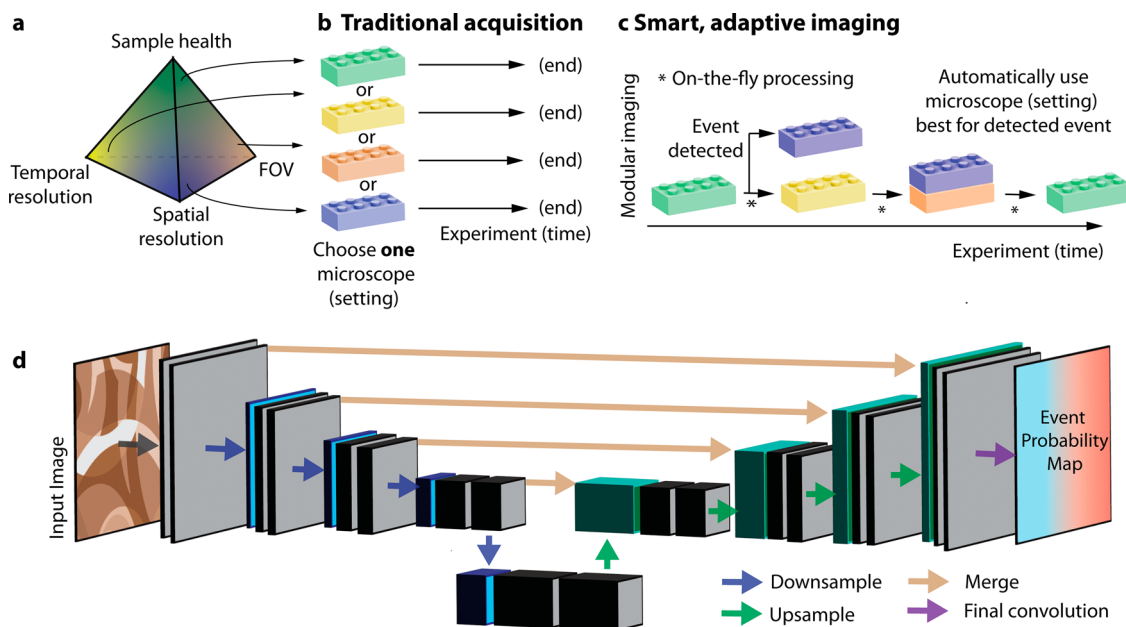 a
Sample health
Temporal
resolution
FOV
Spatial
resolution
b Traditional acquisition
(end)
or
(end)
or
(end)
or
(end)
Choose one
microscope
(setting)
Experiment (time)
c Smart, adaptive imaging
Modular imaging
* On-the-fly processing
Event
detected
Automatically use
microscope (setting)
best for detected event
*
*
*
Experiment (time)
d
Input Image
Event
Probability
Map
Downsample
Merge
Upsample
Final convolution